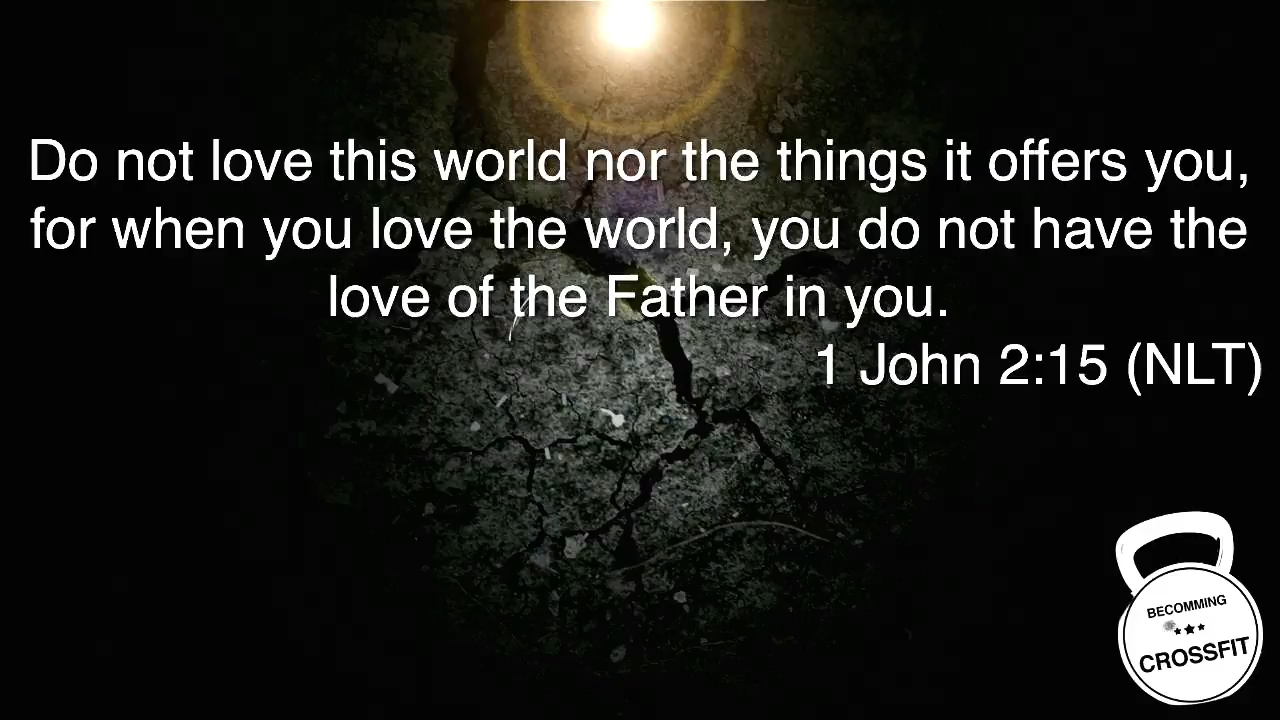 Do not love this world nor the things it offers you,
for when you love the world, you do not have the
love of the Father in you.
1 John 2:15 (NLT)
BECOMMING
CROSSFIT